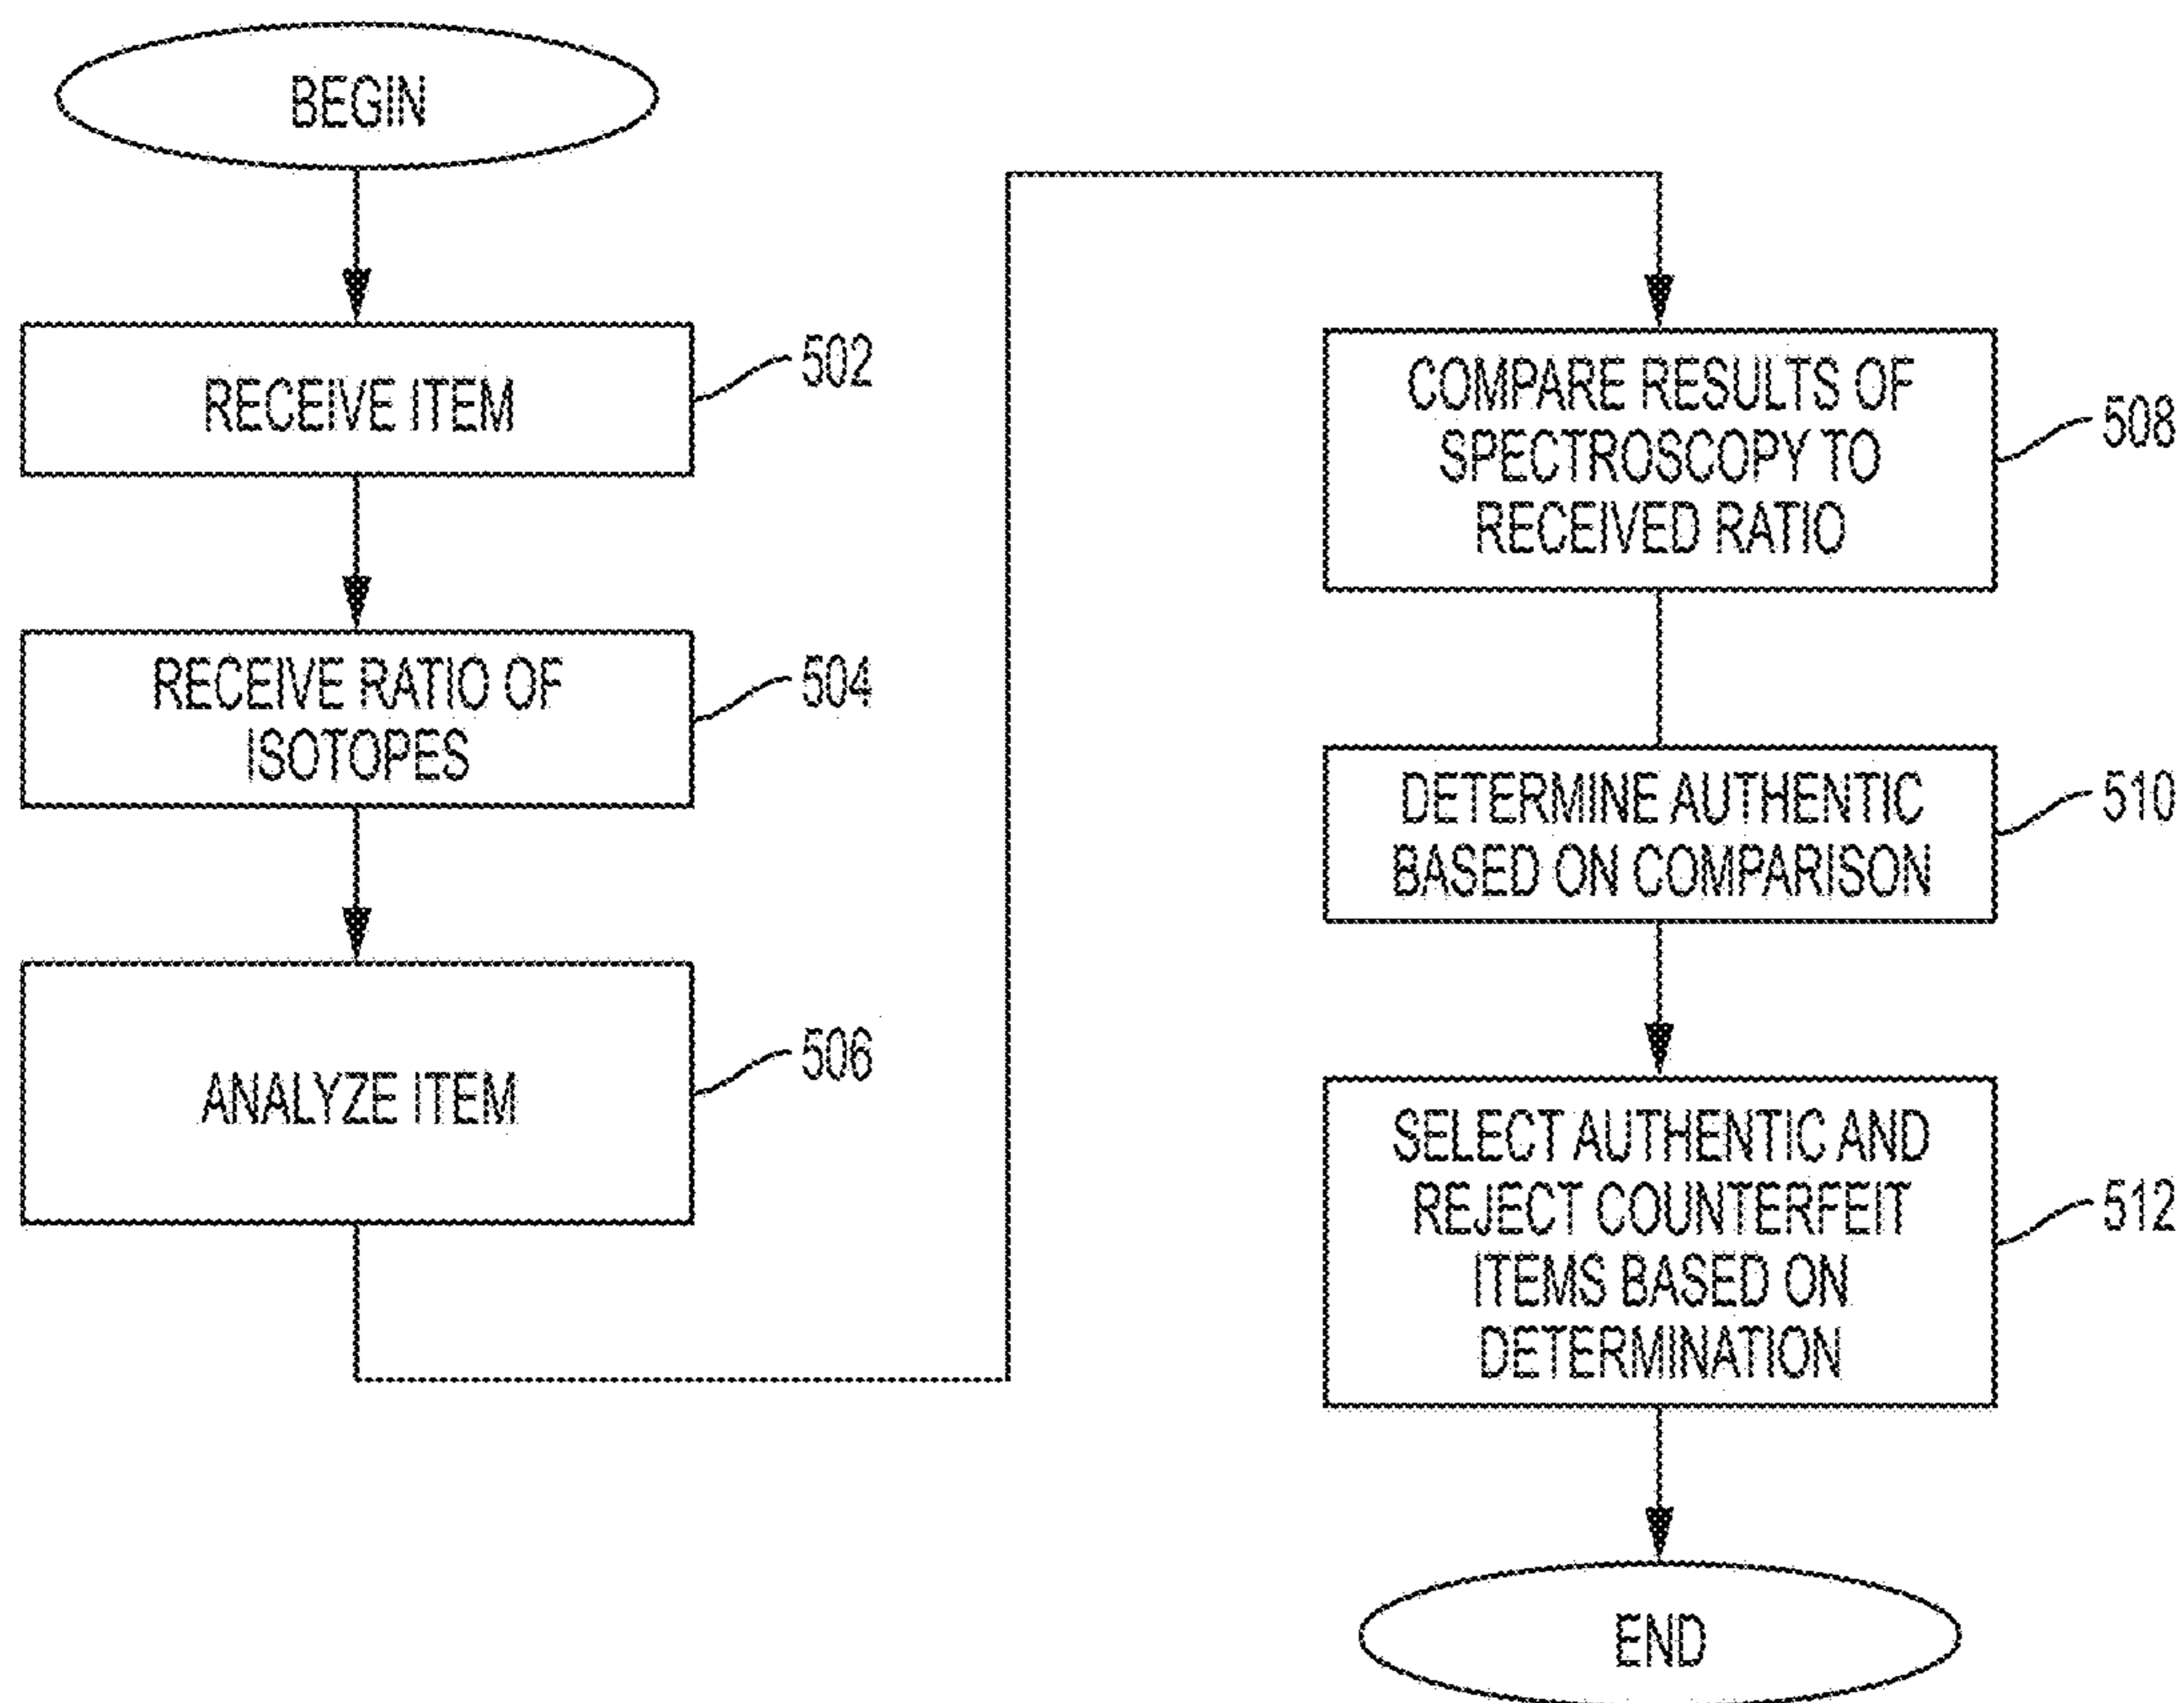 BEGIN
RECEIVE ITEM
502
RECEIVE RATIO OF
ISOTOPES
504
ANALYZE ITEM
506
COMPARE RESULTS OF
SPECTROSCOPY TO
RECEIVED RATIO
508
DETERMINE AUTHENTIC
BASED ON COMPARISON
510
SELECT AUTHENTIC AND
REJECT COUNTERFEIT
ITEMS BASED ON
DETERMINATION
512
END